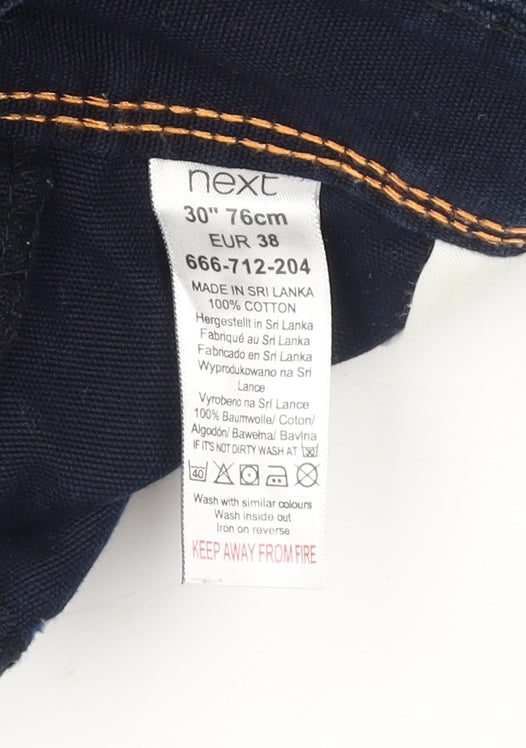 next
30" 76cm
EUR 38
666-712-204
MADE IN SRI LANKA
100% COTTON
Hergestellt in Sri Lanka
Fabriqué au Sri Lanka
Fabricado en Sri Lanka
Wyprodukowano na Sri
Lance
Vyrobeno na Srí Lance
100% Baumwolle/ Coton/
Algodón/ Bawełna/ Bavlna
IF IT'S NOT DIRTY WASH AT 30
40
Wash with similar colours
Wash inside out
Iron on reverse
KEEP AWAY FROM FIRE